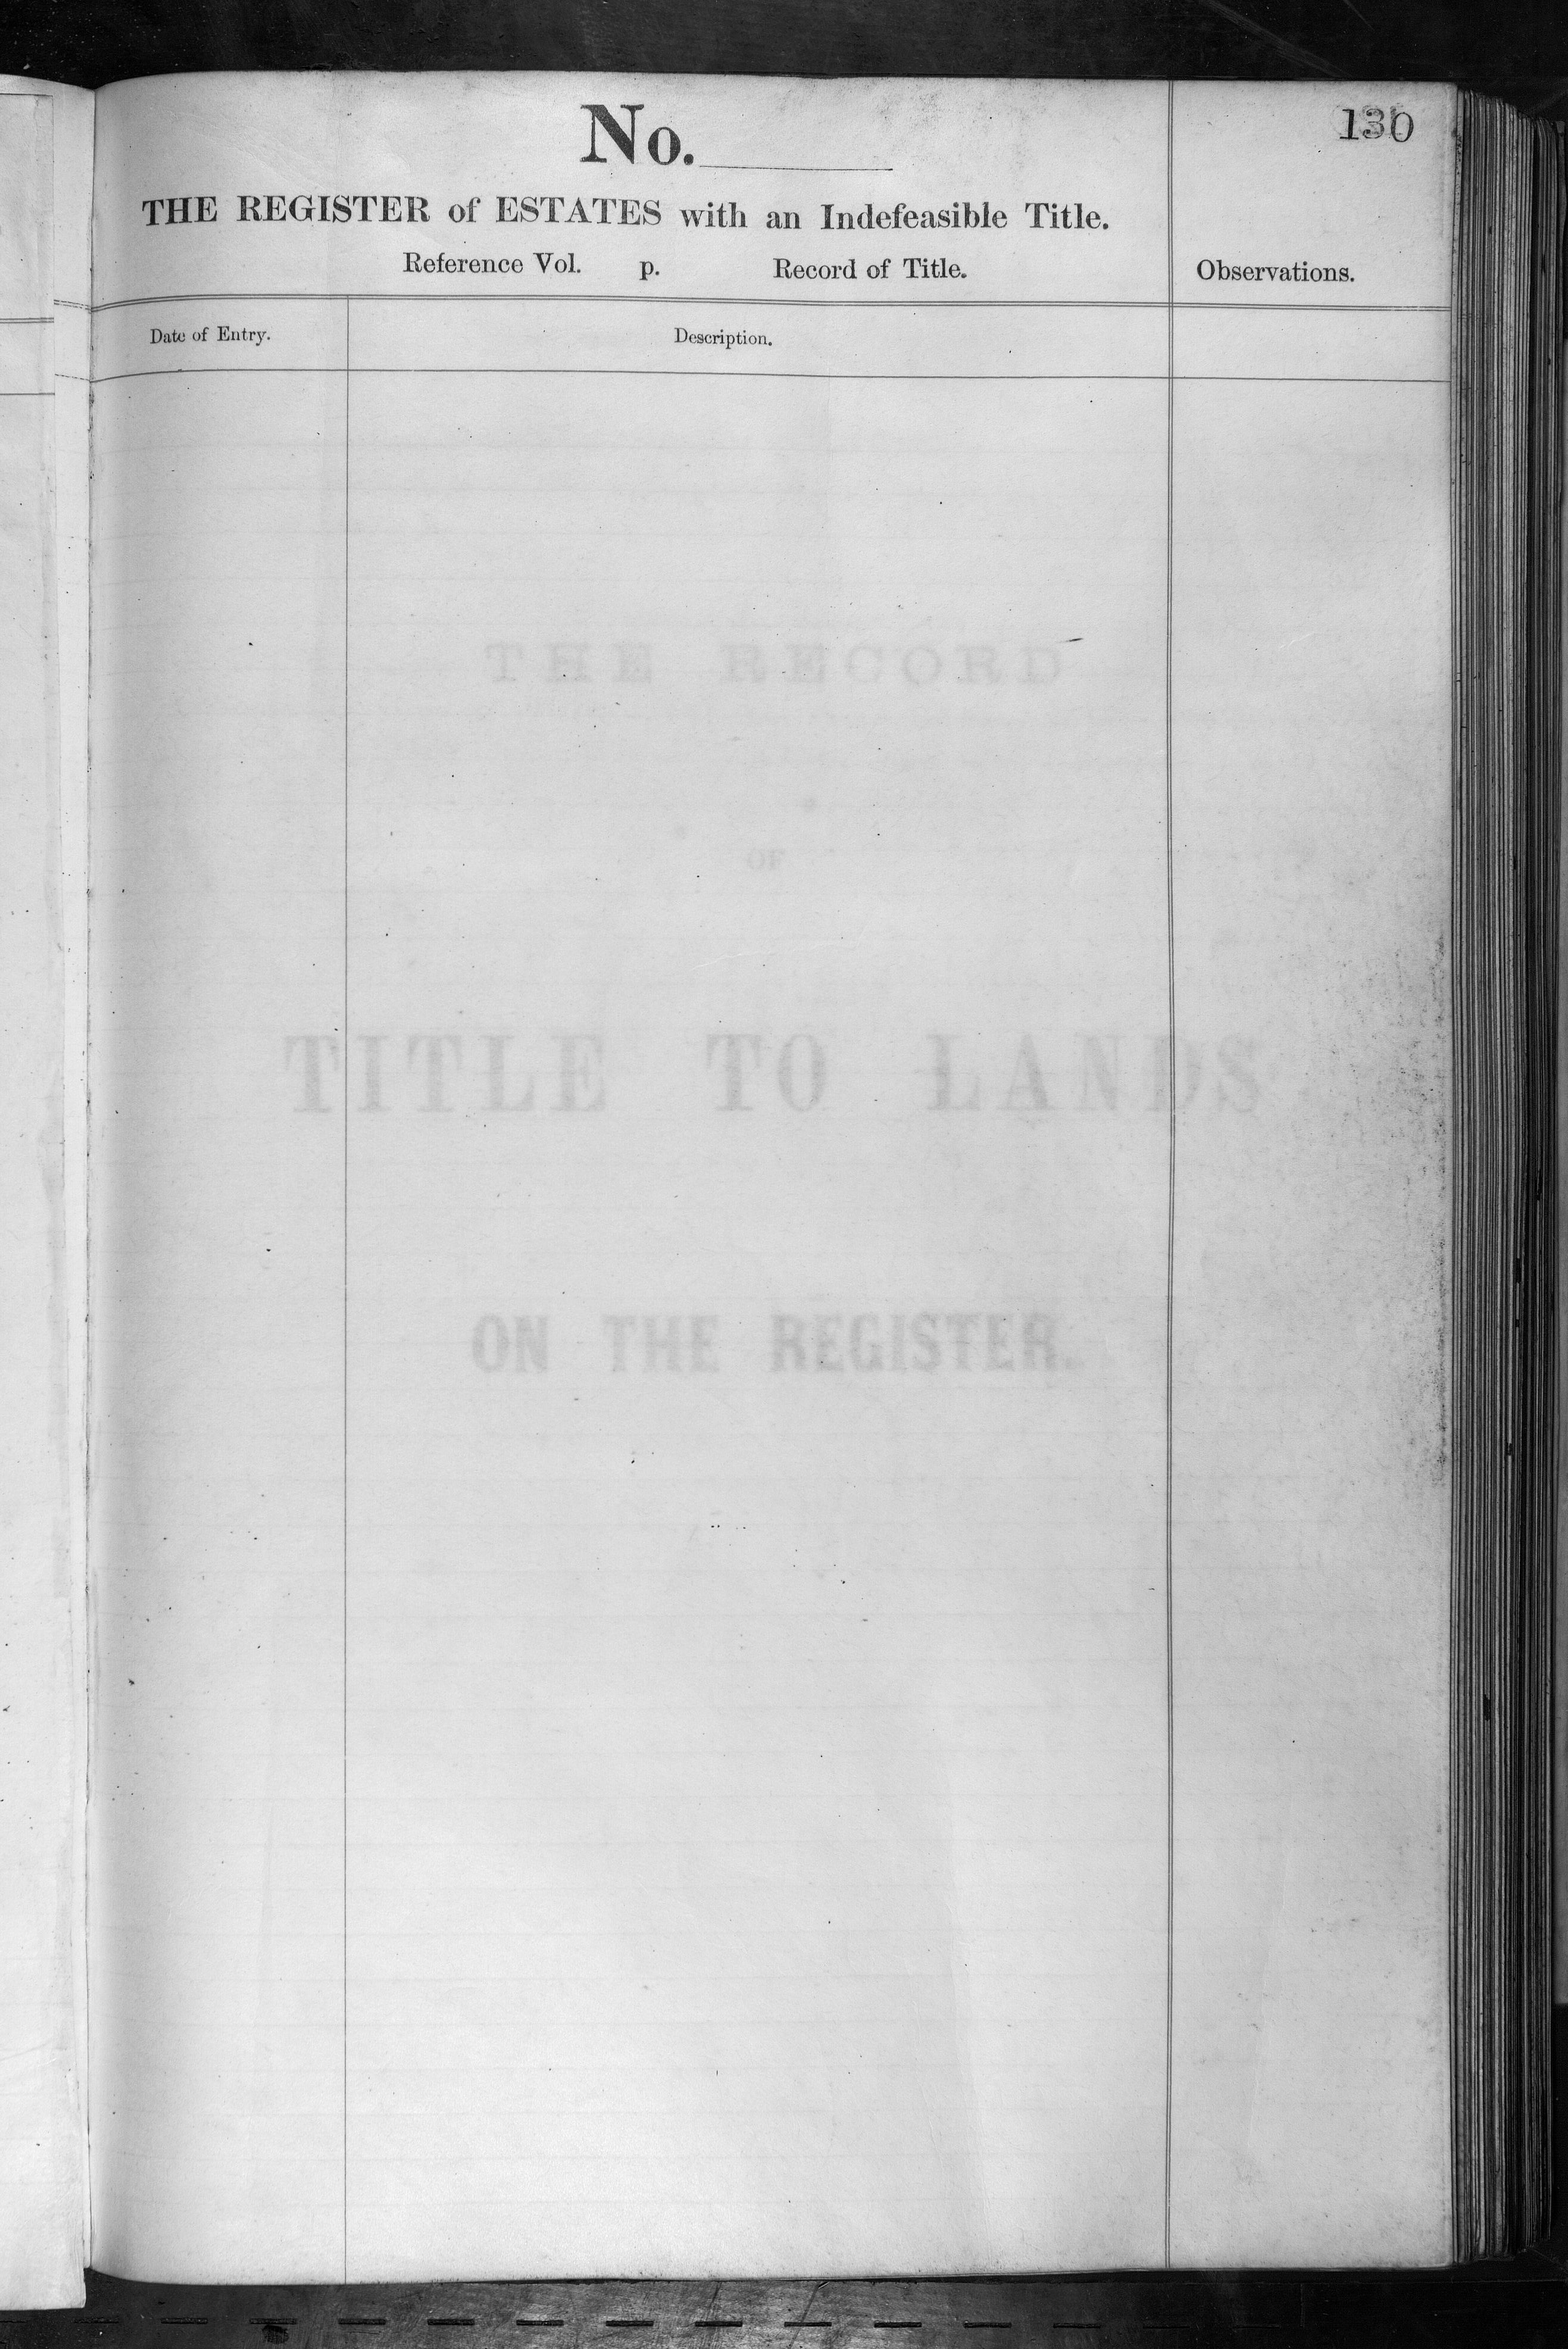 130
No.
THE REGISTER of ESTATES with an Indefeasible Title.
Reference Vol. p. Record of Title.
Observations.
Date of Entry.
Description.
THE RECORD
OF
TITLE TO LANDS
ON THE REGISTER.